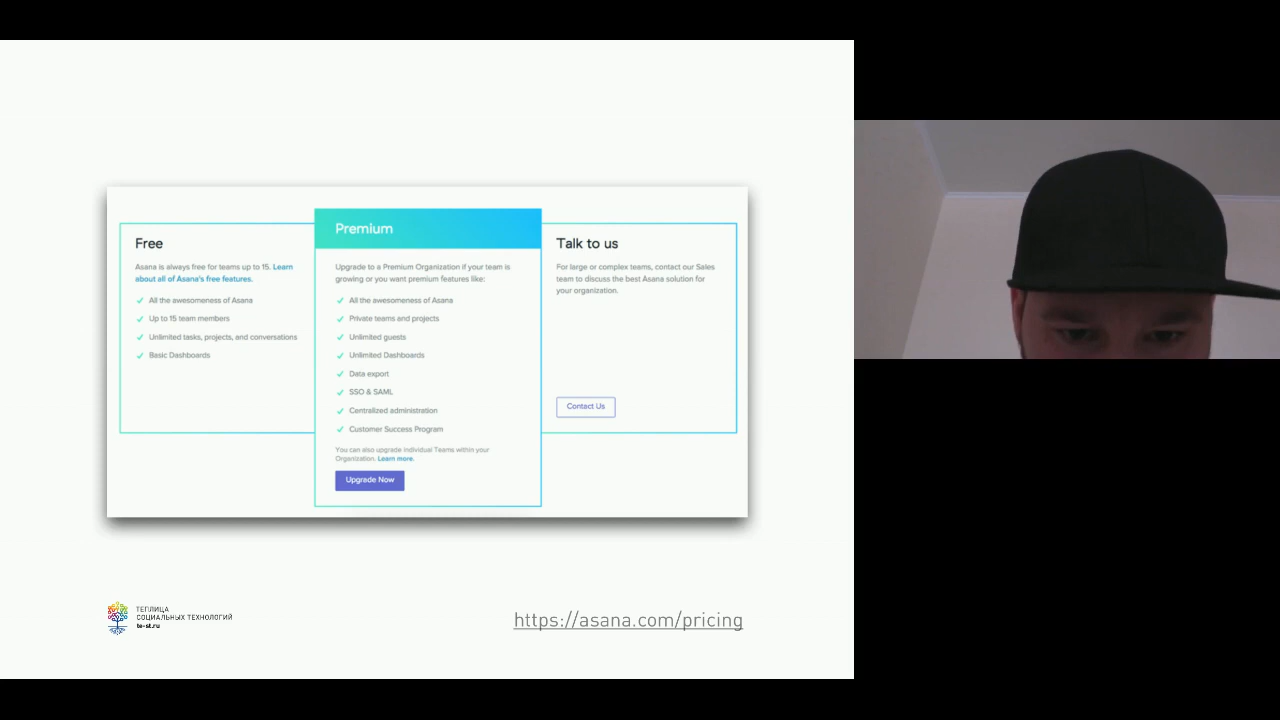 Free
Asana is always free for teams up to 15. Learn
about all of Asana's free features.
All the awesomeness of Asana
Up to 15 team members
Unlimited tasks, projects, and conversations
Basic Dashboards
Premium
Upgrade to a Premium Organization if your team is
growing or you want premium features like:
All the awesomeness of Asana
Private teams and projects
Unlimited guests
Unlimited Dashboards
Data export
SSO & SAML
Centralized administration
Customer Success Program
You can also upgrade individual Teams within your
Organization. Learn more.
Upgrade Now
Talk to us
For large or complex teams, contact our Sales
team to discuss the best Asana solution for
your organization.
Contact Us
ТЕПЛИЦА
СОЦИАЛЬНЫХ ТЕХНОЛОГИЙ
te-st.ru
https://asana.com/pricing